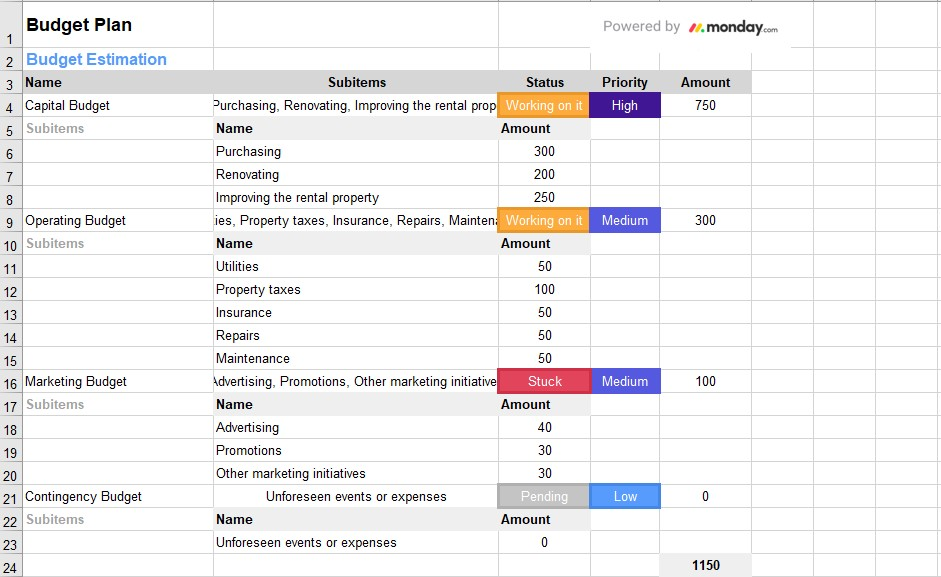 1 Budget Plan Powered by monday.com
2 Budget Estimation
3 Name Subitems Status Priority Amount
4 Capital Budget Purchasing, Renovating, Improving the rental prop Working on it High 750
5 Subitems Name Amount
6 Purchasing 300
7 Renovating 200
8 Improving the rental property 250
9 Operating Budget ies, Property taxes, Insurance, Repairs, Mainten Working on it Medium 300
10 Subitems Name Amount
11 Utilities 50
12 Property taxes 100
13 Insurance 50
14 Repairs 50
15 Maintenance 50
16 Marketing Budget Advertising, Promotions, Other marketing initiative Stuck Medium 100
17 Subitems Name Amount
18 Advertising 40
19 Promotions 30
20 Other marketing initiatives 30
21 Contingency Budget Unforeseen events or expenses Pending Low 0
22 Subitems Name Amount
23 Unforeseen events or expenses 0
24 1150